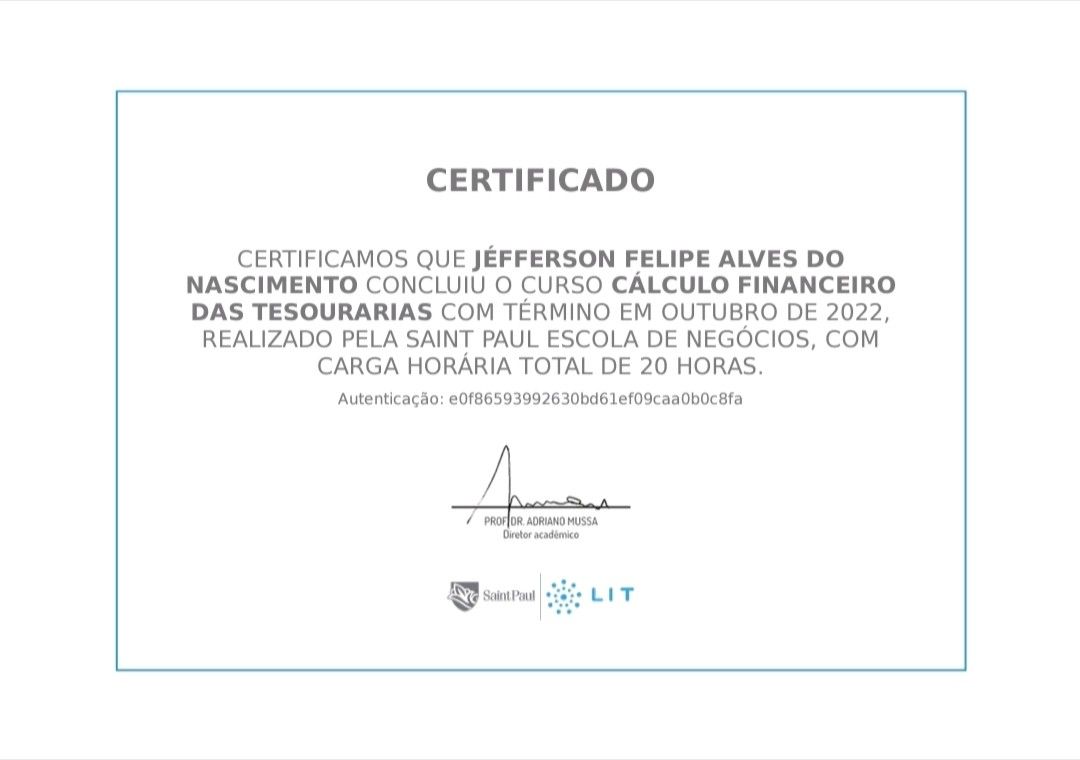 CERTIFICADO
CERTIFICAMOS QUE JÉFFERSON FELIPE ALVES DO
NASCIMENTO CONCLUIU O CURSO CÁLCULO FINANCEIRO
DAS TESOURARIAS COM TÉRMINO EM OUTUBRO DE 2022,
REALIZADO PELA SAINT PAUL ESCOLA DE NEGÓCIOS, COM
CARGA HORÁRIA TOTAL DE 20 HORAS.
Autenticação: e0f86593992630bd61ef09caa0b0c8fa
PROF. DR. ADRIANO MUSSA
Diretor acadêmico
Saint Paul LIT